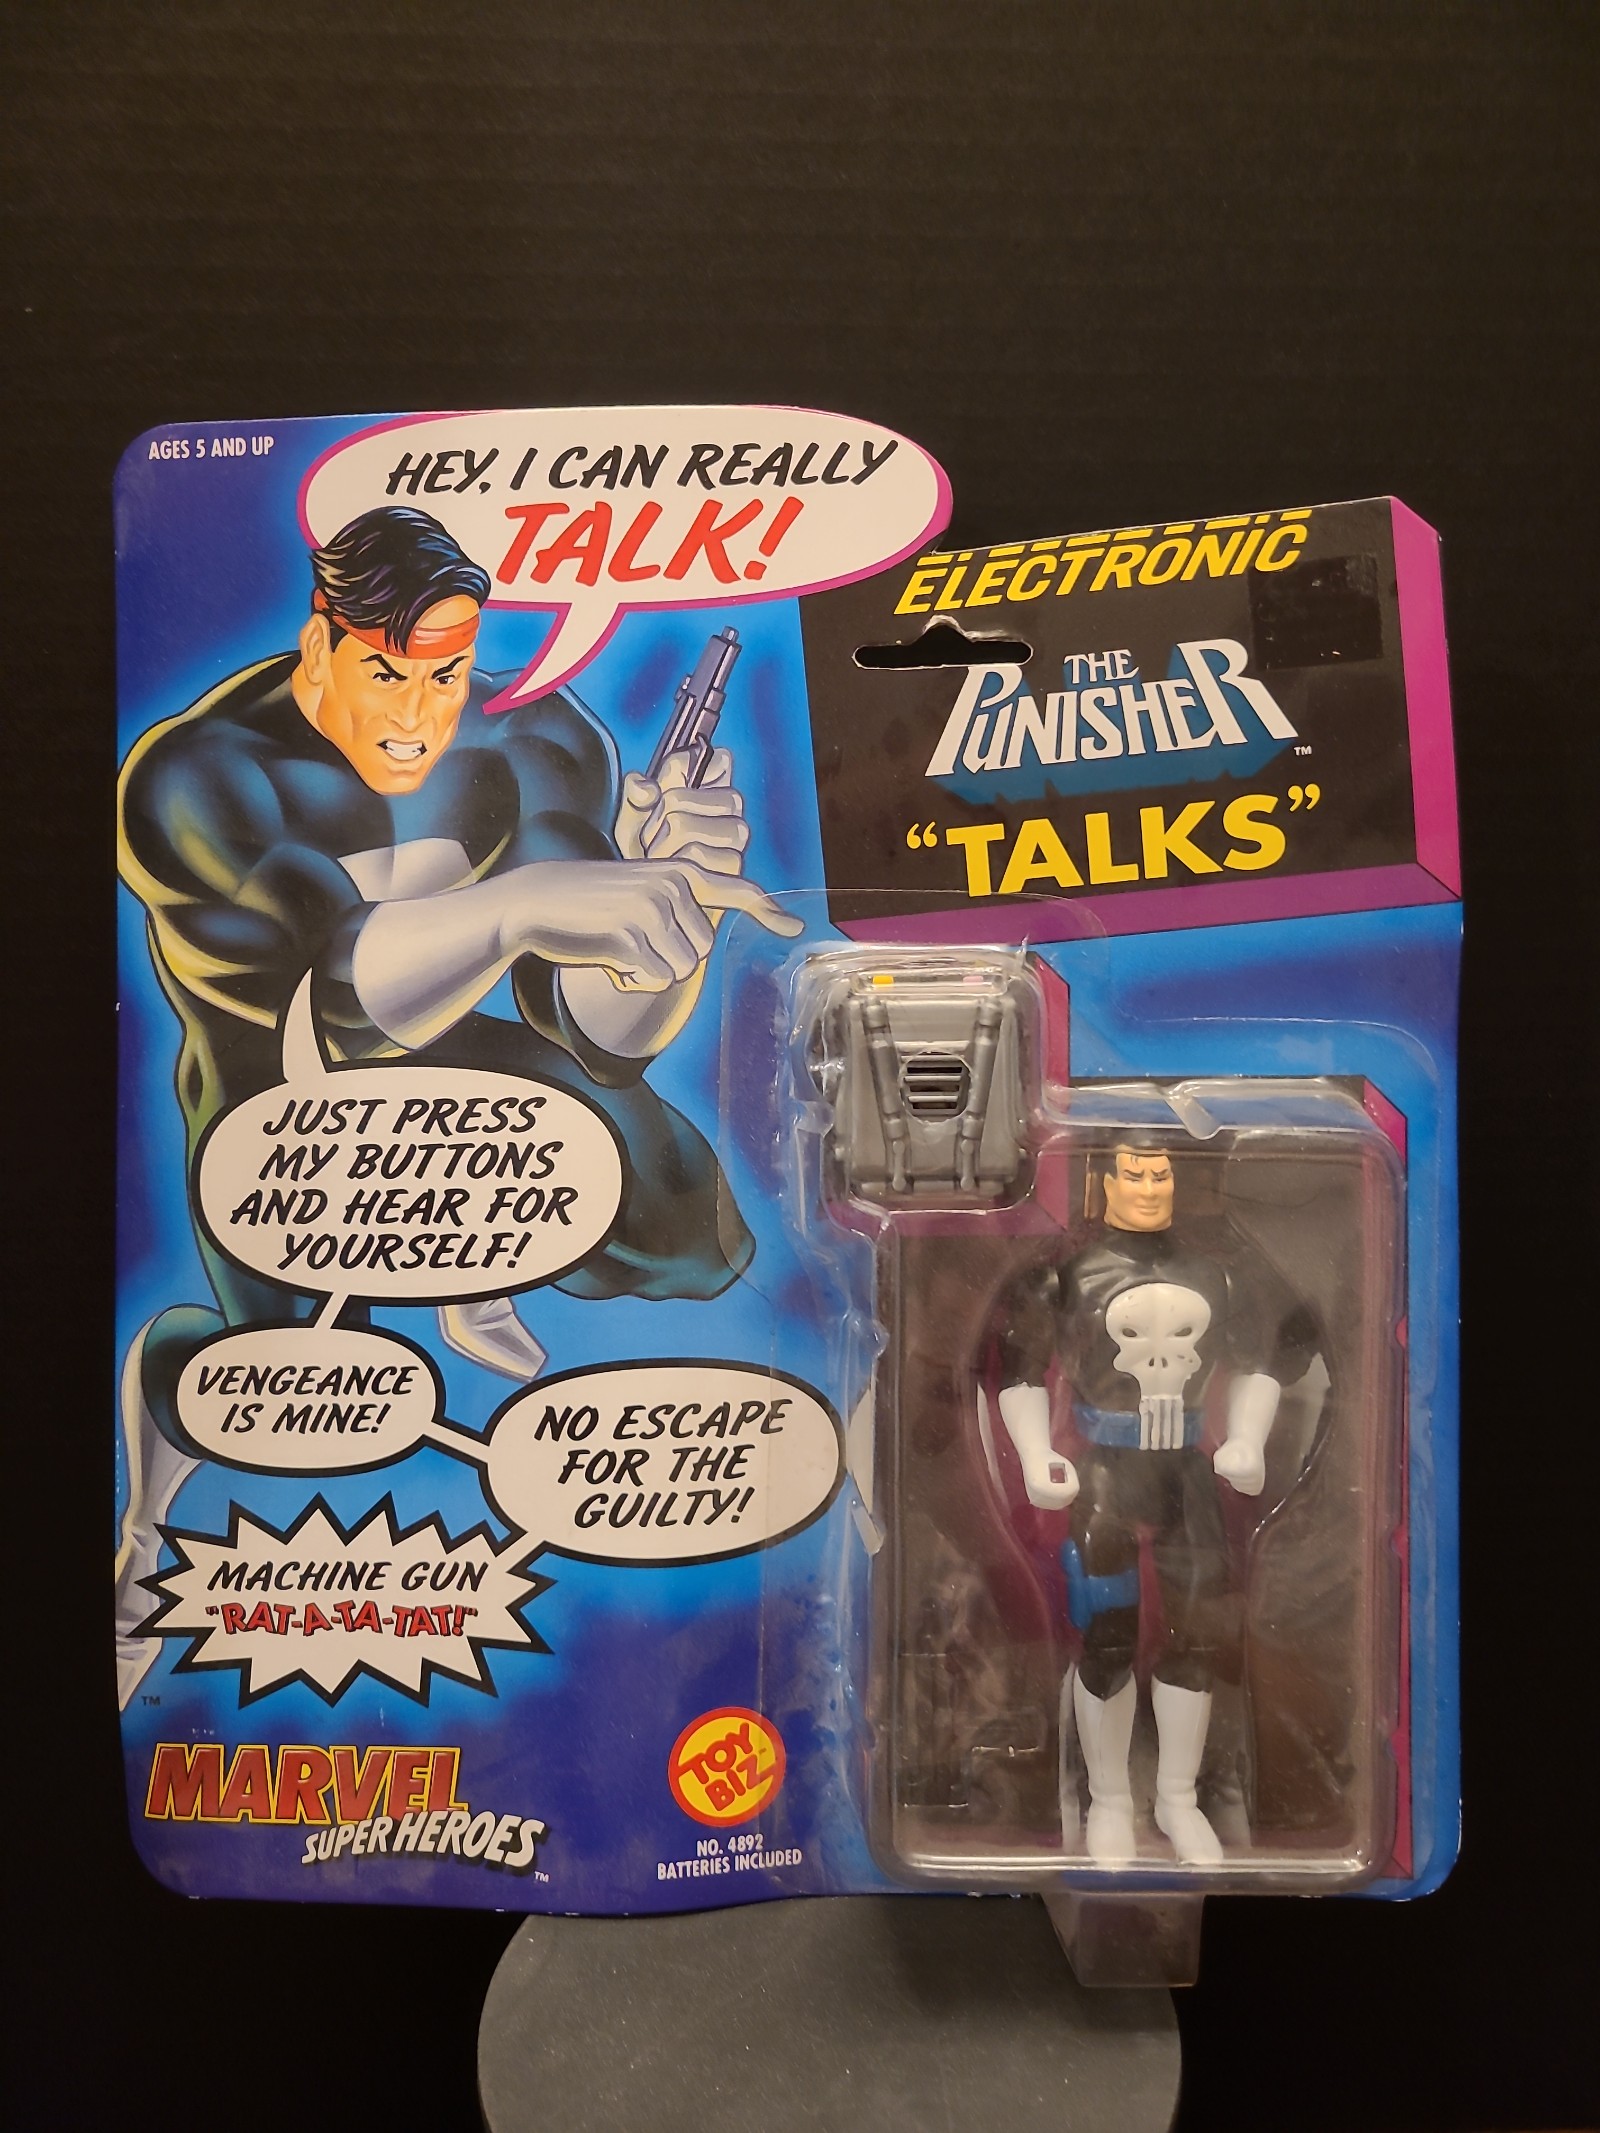 AGES 5 AND UP
HEY, I CAN REALLY
TALK!
ELECTRONIC
THE
PUNISHER
TM
"TALKS"
JUST PRESS
MY BUTTONS
AND HEAR FOR
YOURSELF!
VENGEANCE
IS MINE!
NO ESCAPE
FOR THE
GUILTY!
MACHINE GUN
"RAT-A-TA-TAT!"
TM
MARVEL
SUPER HEROES
TM
TOY
BIZ
NO. 4892
BATTERIES INCLUDED